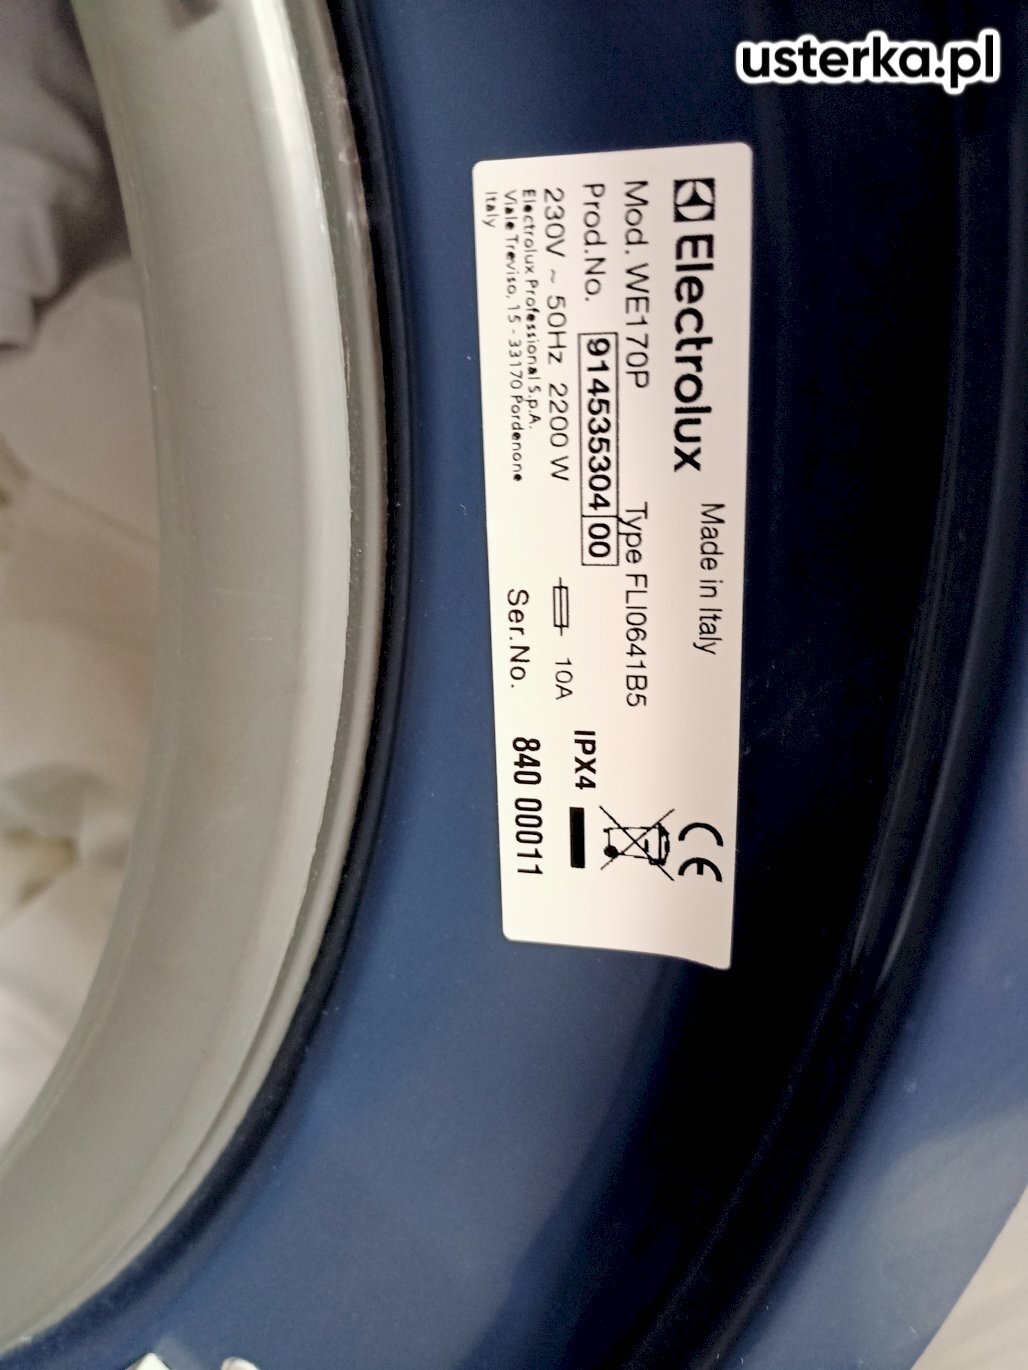 usterka.pl
Electrolux
Made in Italy
Mod. WE170P Type FLI0641B5
Prod.No. 914535304 00
230V ~ 50Hz 2200 W 10A IPX4
Electrolux Professional S.p.A.
Viale Treviso, 15 - 33170 Pordenone
Italy
Ser.No. 840 00011
CE